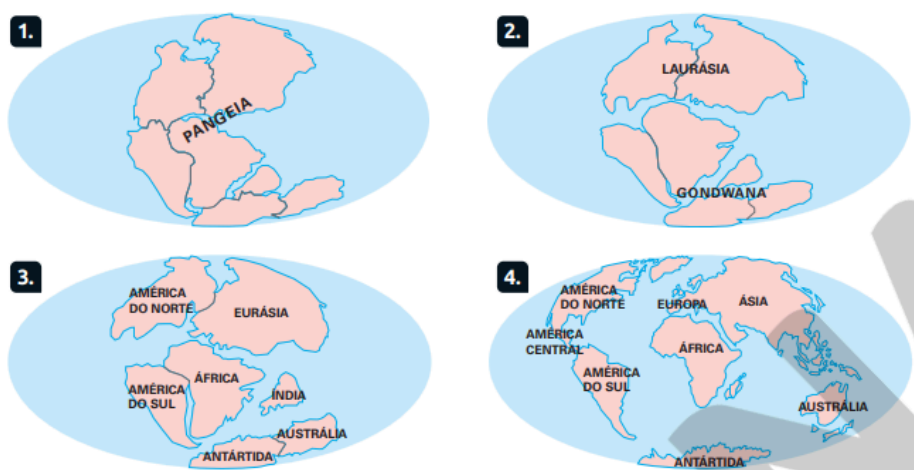 1.
PANGEIA
2.
LAURÁSIA
GONDWANA
3.
AMÉRICA
DO NORTE
EURÁSIA
AMÉRICA
DO SUL
ÁFRICA
ÍNDIA
AUSTRÁLIA
ANTÁRTIDA
4.
AMÉRICA
DO NORTE
EUROPA
ÁSIA
AMÉRICA
CENTRAL
ÁFRICA
AMÉRICA
DO SUL
AUSTRÁLIA
ANTÁRTIDA